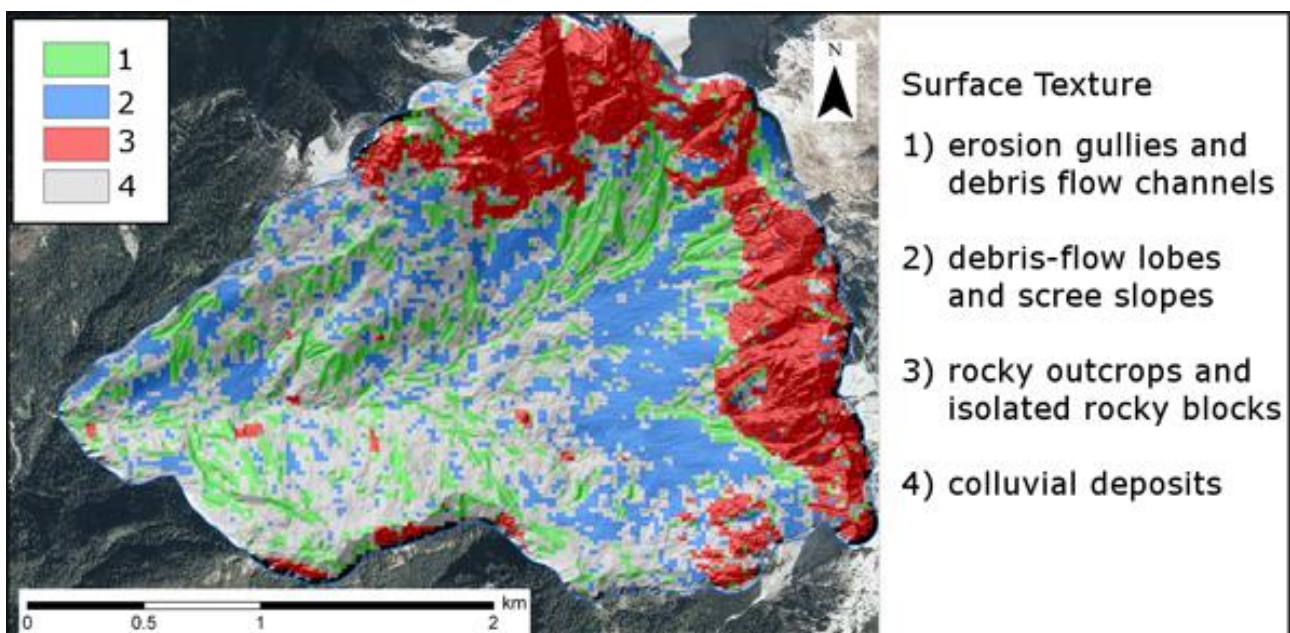 1
2
3
4
N
Surface Texture
1) erosion gullies and
debris flow channels
2) debris-flow lobes
and scree slopes
3) rocky outcrops and
isolated rocky blocks
4) colluvial deposits
km
0 0.5 1 2